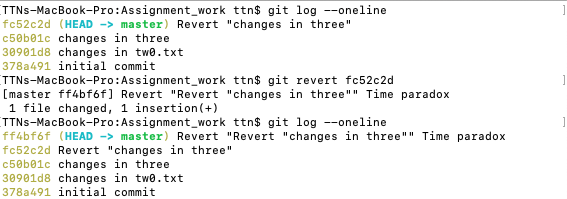 [TTNs-MacBook-Pro:Assignment_work ttn$ git log --oneline ]
fc52c2d (HEAD -> master) Revert "changes in three"
c50b01c changes in three
30901d8 changes in tw0.txt
378a491 initial commit
[TTNs-MacBook-Pro:Assignment_work ttn$ git revert fc52c2d ]
[master ff4bf6f] Revert "Revert "changes in three"" Time paradox
 1 file changed, 1 insertion(+)
[TTNs-MacBook-Pro:Assignment_work ttn$ git log --oneline ]
ff4bf6f (HEAD -> master) Revert "Revert "changes in three"" Time paradox
fc52c2d Revert "changes in three"
c50b01c changes in three
30901d8 changes in tw0.txt
378a491 initial commit